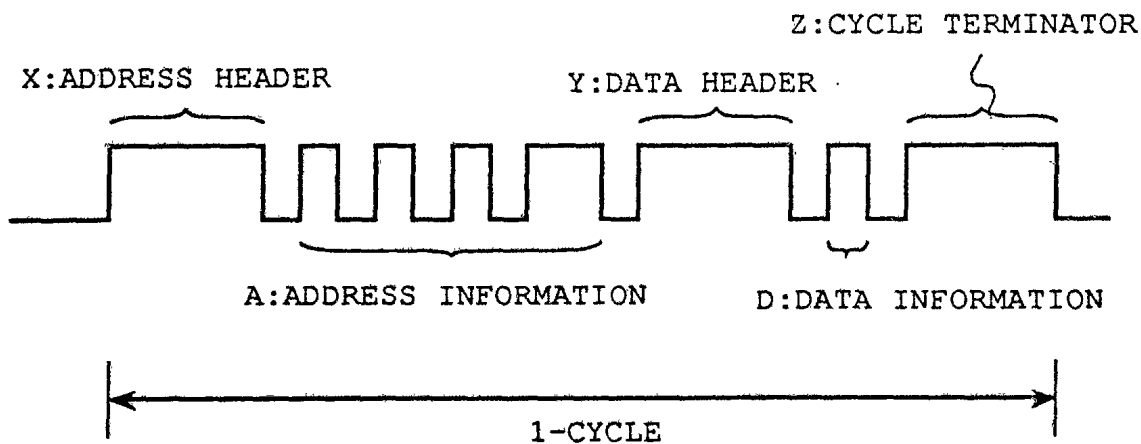 Z:CYCLE TERMINATOR
X:ADDRESS HEADER
Y:DATA HEADER
A:ADDRESS INFORMATION
D:DATA INFORMATION
1-CYCLE